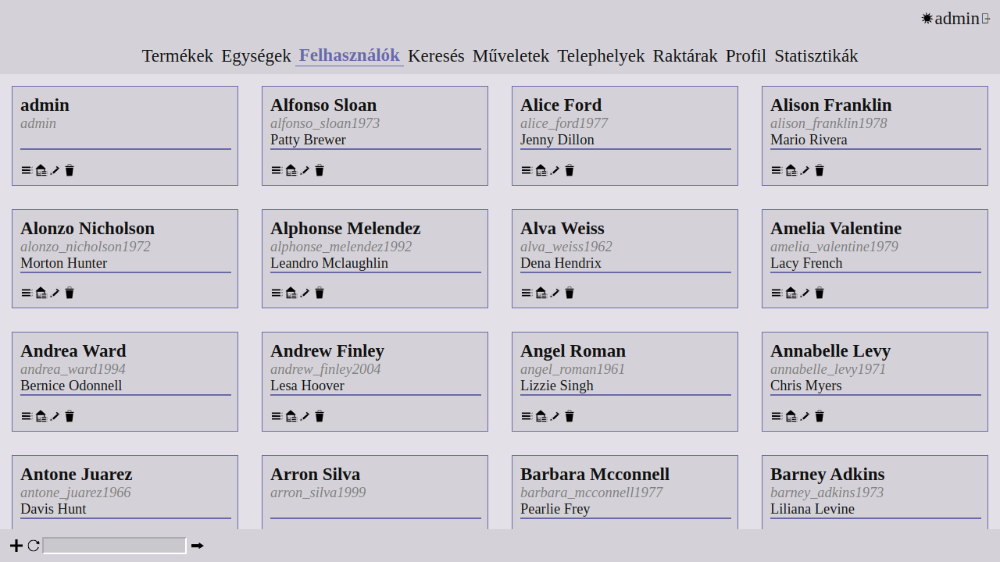 admin
Termékek Egységek Felhasználók Keresés Műveletek Telephelyek Raktárak Profil Statisztikák
admin
admin
Alfonso Sloan
alfonso_sloan1973
Patty Brewer
Alice Ford
alice_ford1977
Jenny Dillon
Alison Franklin
alison_franklin1978
Mario Rivera
Alonzo Nicholson
alonzo_nicholson1972
Morton Hunter
Alphonse Melendez
alphonse_melendez1992
Leandro Mclaughlin
Alva Weiss
alva_weiss1962
Dena Hendrix
Amelia Valentine
amelia_valentine1979
Lacy French
Andrea Ward
andrea_ward1994
Bernice Odonnell
Andrew Finley
andrew_finley2004
Lesa Hoover
Angel Roman
angel_roman1961
Lizzie Singh
Annabelle Levy
annabelle_levy1971
Chris Myers
Antone Juarez
antone_juarez1966
Davis Hunt
Arron Silva
arron_silva1999
Barbara Mcconnell
barbara_mcconnell1977
Pearlie Frey
Barney Adkins
barney_adkins1973
Liliana Levine